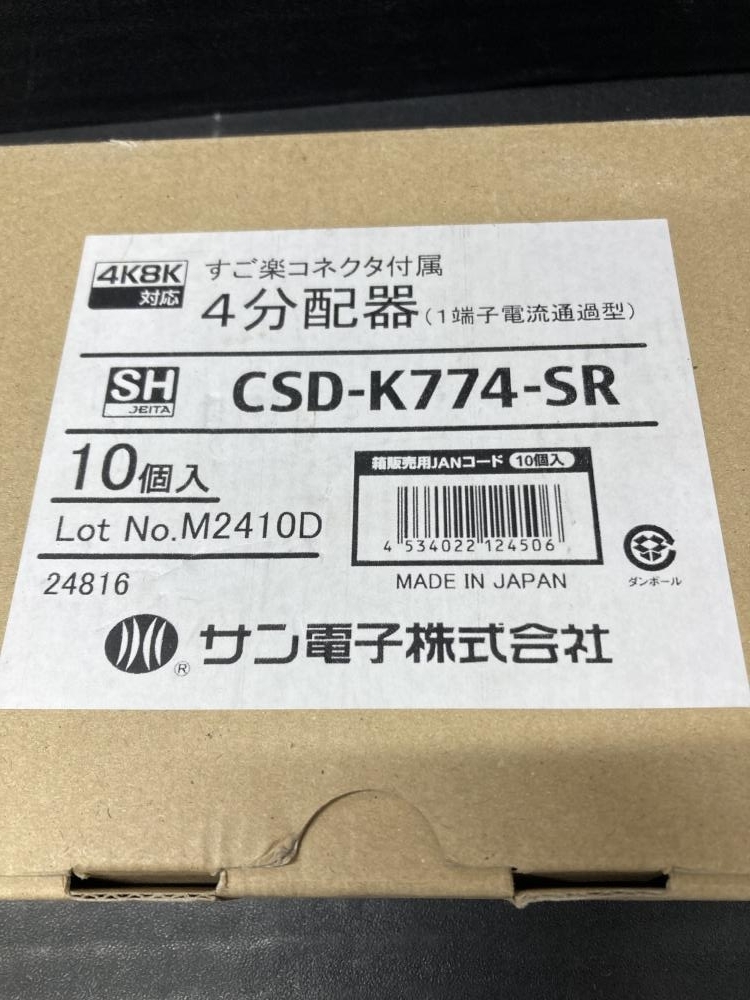 4K8K
対応
すご楽コネクタ付属
4分配器(1端子電流通過型)
SH
JEITA
CSD-K774-SR
10個入
Lot No.M2410D
24816
箱販売用JANコード 10個入
4 534022 124506
MADE IN JAPAN
ダンボール
® サン電子株式会社